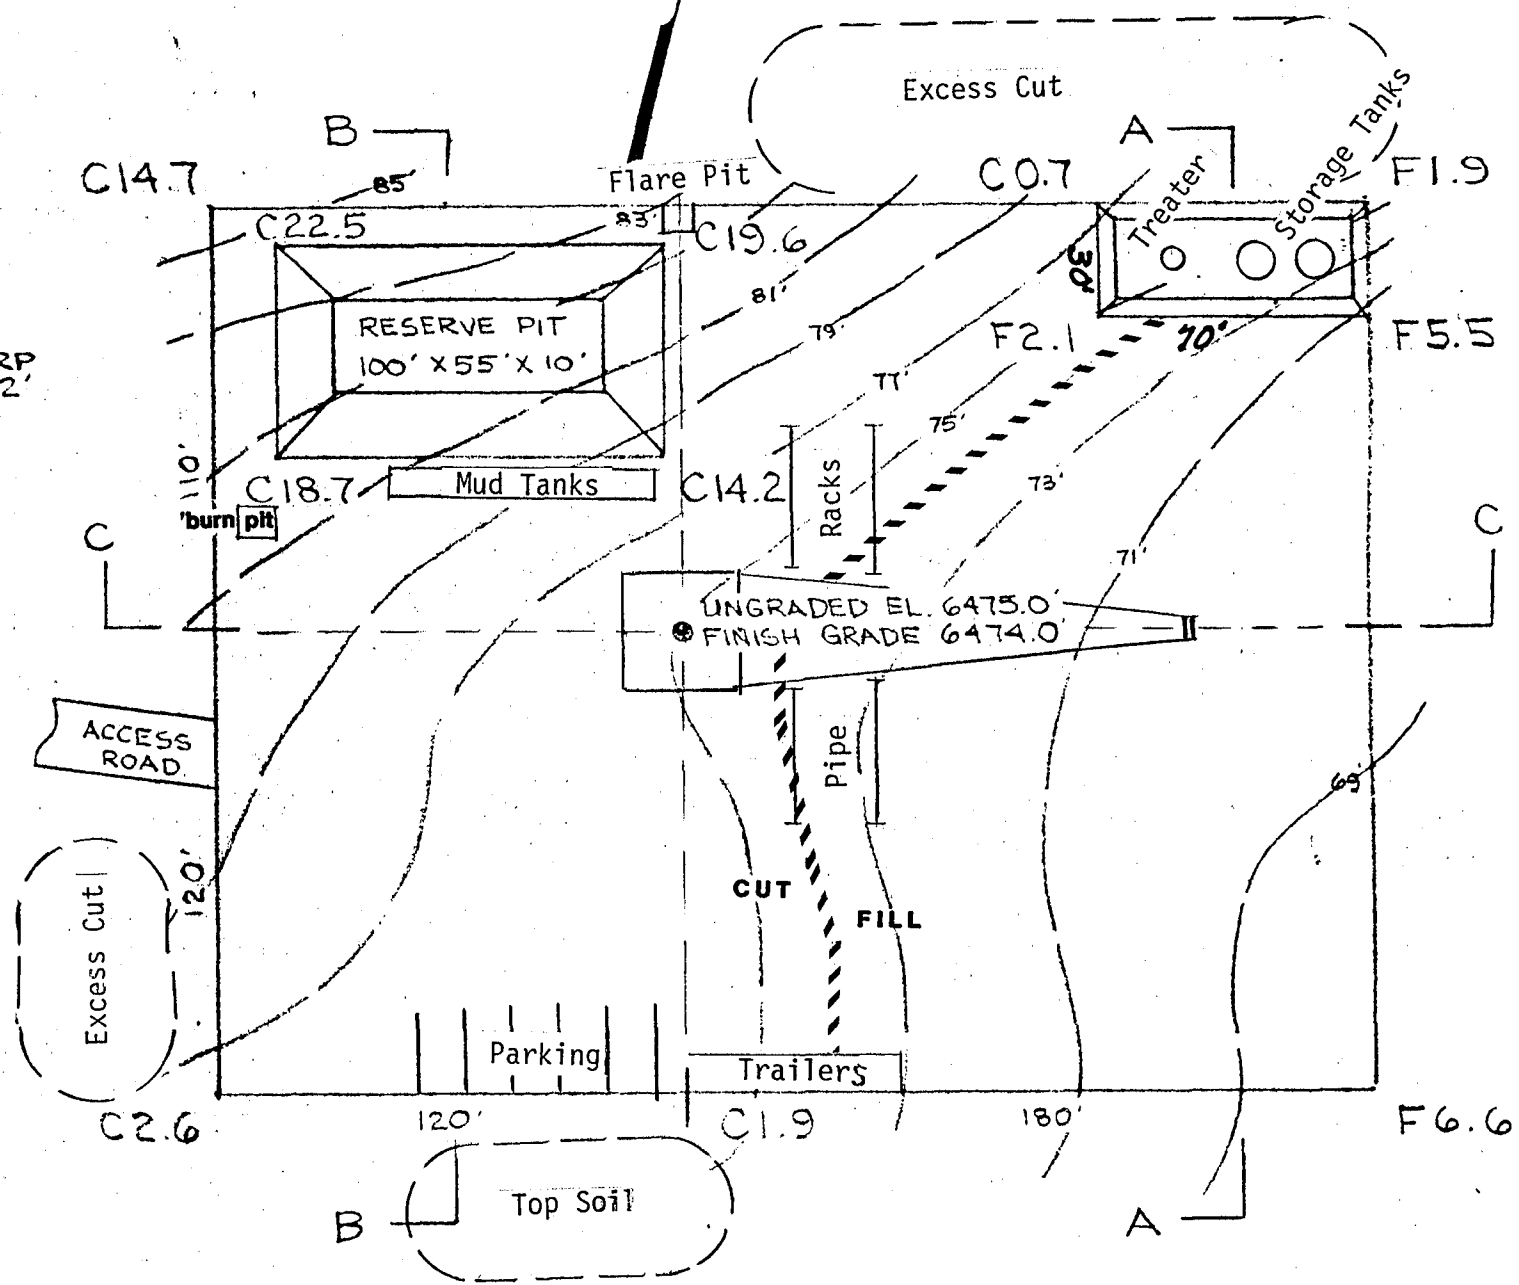 Excess Cut
B
A
Storage Tanks
Treater
C14.7
85'
Flare Pit
C0.7
F1.9
C22.5
83'
C19.6
30'
81'
RESERVE PIT
100' X 55' X 10'
79'
F2.1
70'
F5.5
RP
2'
77'
75'
110'
C18.7
Mud Tanks
C14.2
Racks
73'
'burn pit
C
C
71'
UNGRADED EL. 6475.0'
FINISH GRADE 6474.0'
ACCESS
ROAD
Pipe
69'
120'
CUT
FILL
Excess Cut
Parking
Trailers
C2.6
120'
C1.9
180'
F6.6
Top Soil
B
A